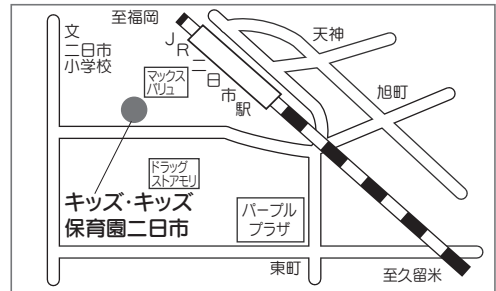 至福岡
文
二日市
小学校
マックス
バリュ
JR二日市駅
天神
旭町
ドラッグ
ストアモリ
キッズ・キッズ
保育園二日市
パープル
プラザ
東町
至久留米